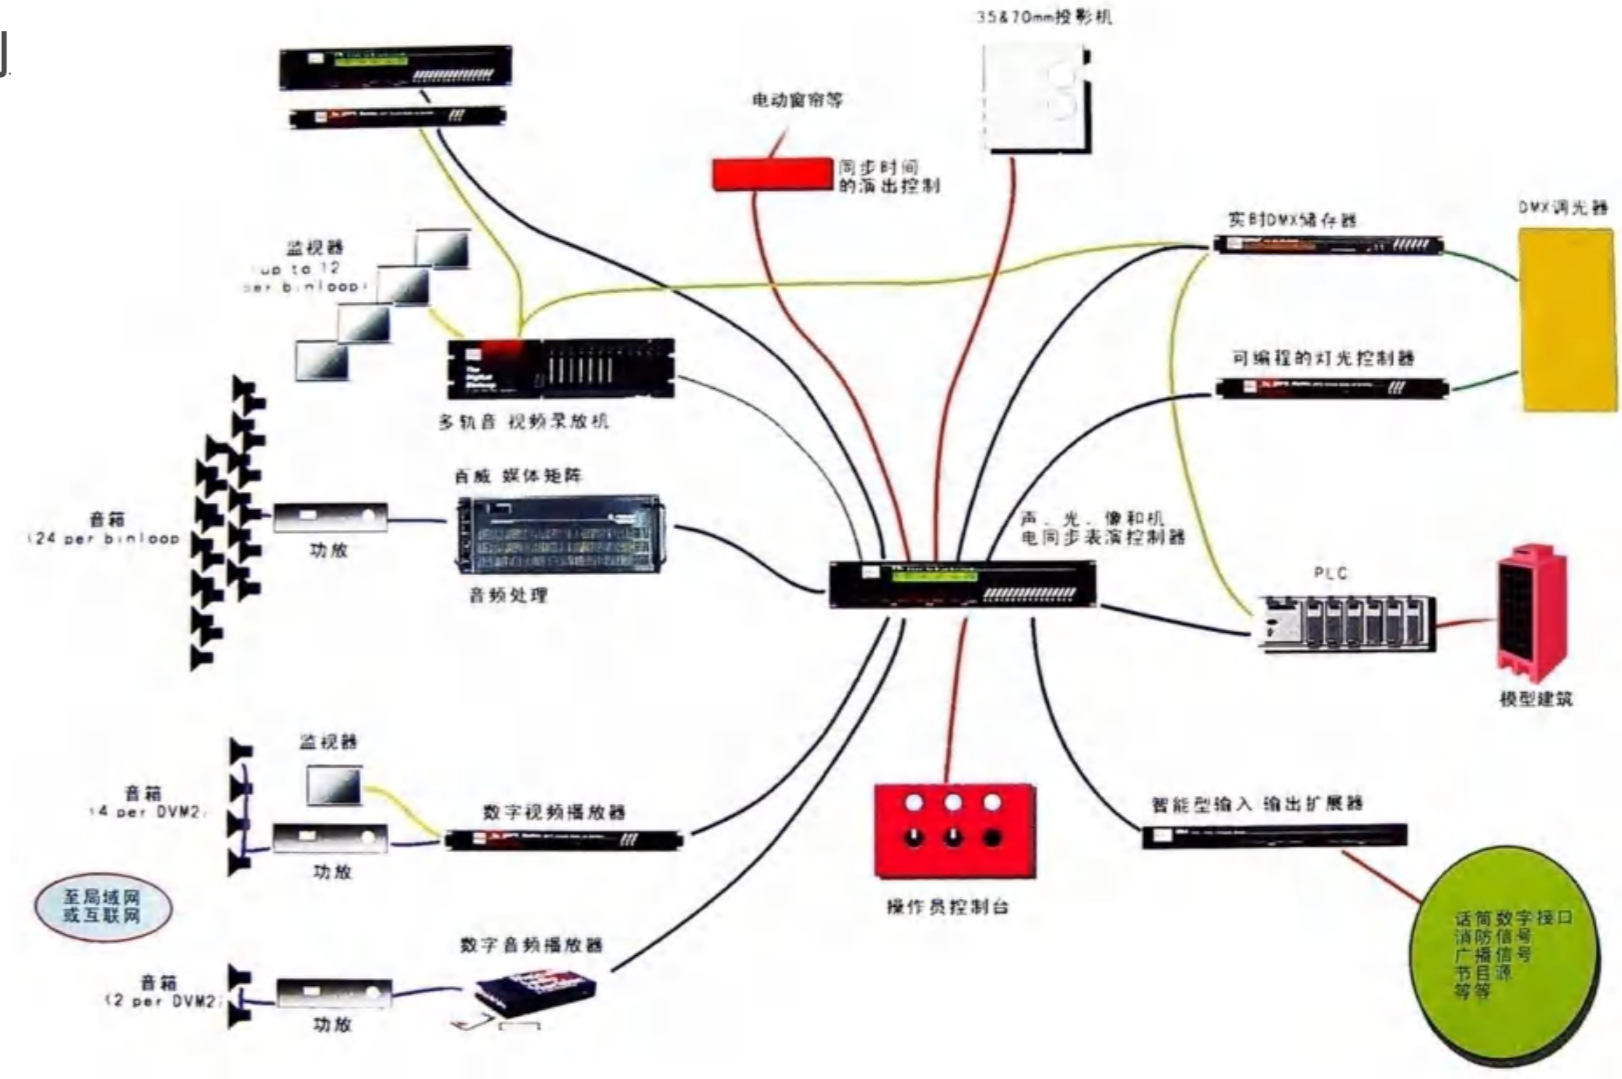 35&70mm投影机
电动窗帘等
同步时间
的演出控制
实时DMX储存器
DMX调光器
监视器
(up to 12
per binloop)
可编程的灯光控制器
The
Digital
Binloop
多轨音 视频录放机
百威 媒体矩阵
音箱
(24 per binloop
功放
音频处理
声、光、像和机
电同步表演控制器
PLC
模型建筑
监视器
音箱
(4 per DVM2)
数字视频播放器
功放
智能型输入 输出扩展器
至局域网
或互联网
操作员控制台
话筒数字接口
消防信号
广播信号
节目源
等等
数字音频播放器
音箱
(2 per DVM2)
功放